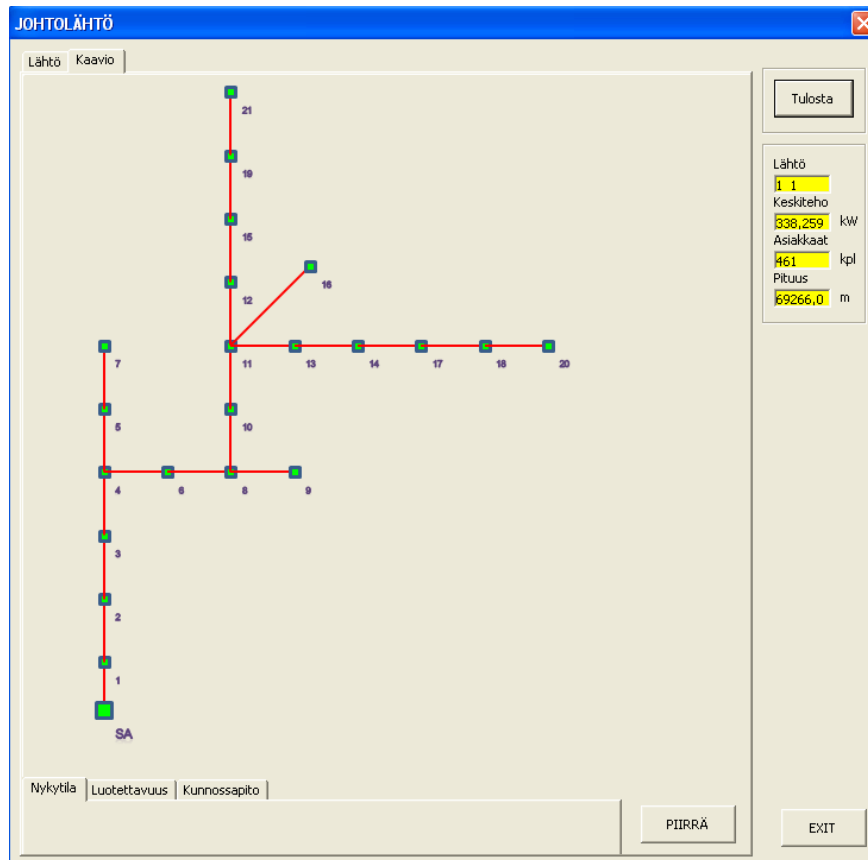 JOHTOLÄHTÖ
Lähtö Kaavio
21
19
15
16
12
7 11 13 14 17 18 20
5 10
4 6 8 9
3
2
1
SA
Nykytila Luotettavuus Kunnossapito
PIIRRÄ
Tulosta
Lähtö
1 1
Keskiteho
338,259 kW
Asiakkaat
461 kpl
Pituus
69266,0 m
EXIT